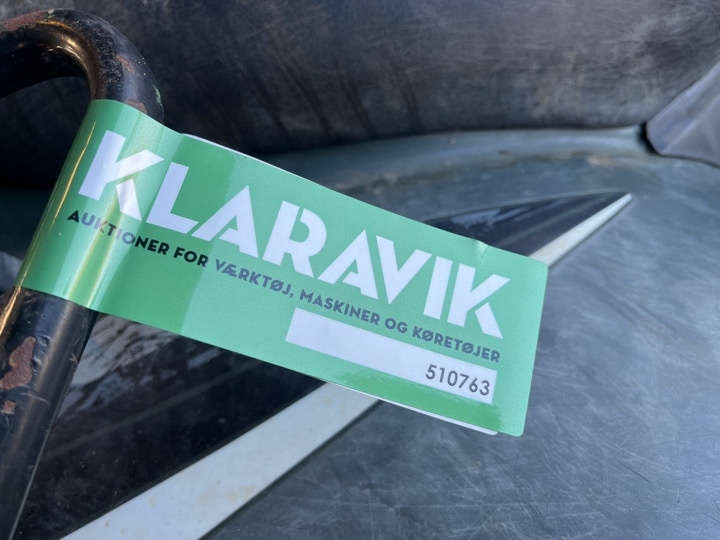 KLARAVIK
AUKTIONER FOR VÆRKTØJ, MASKINER OG KØRETØJER
510763